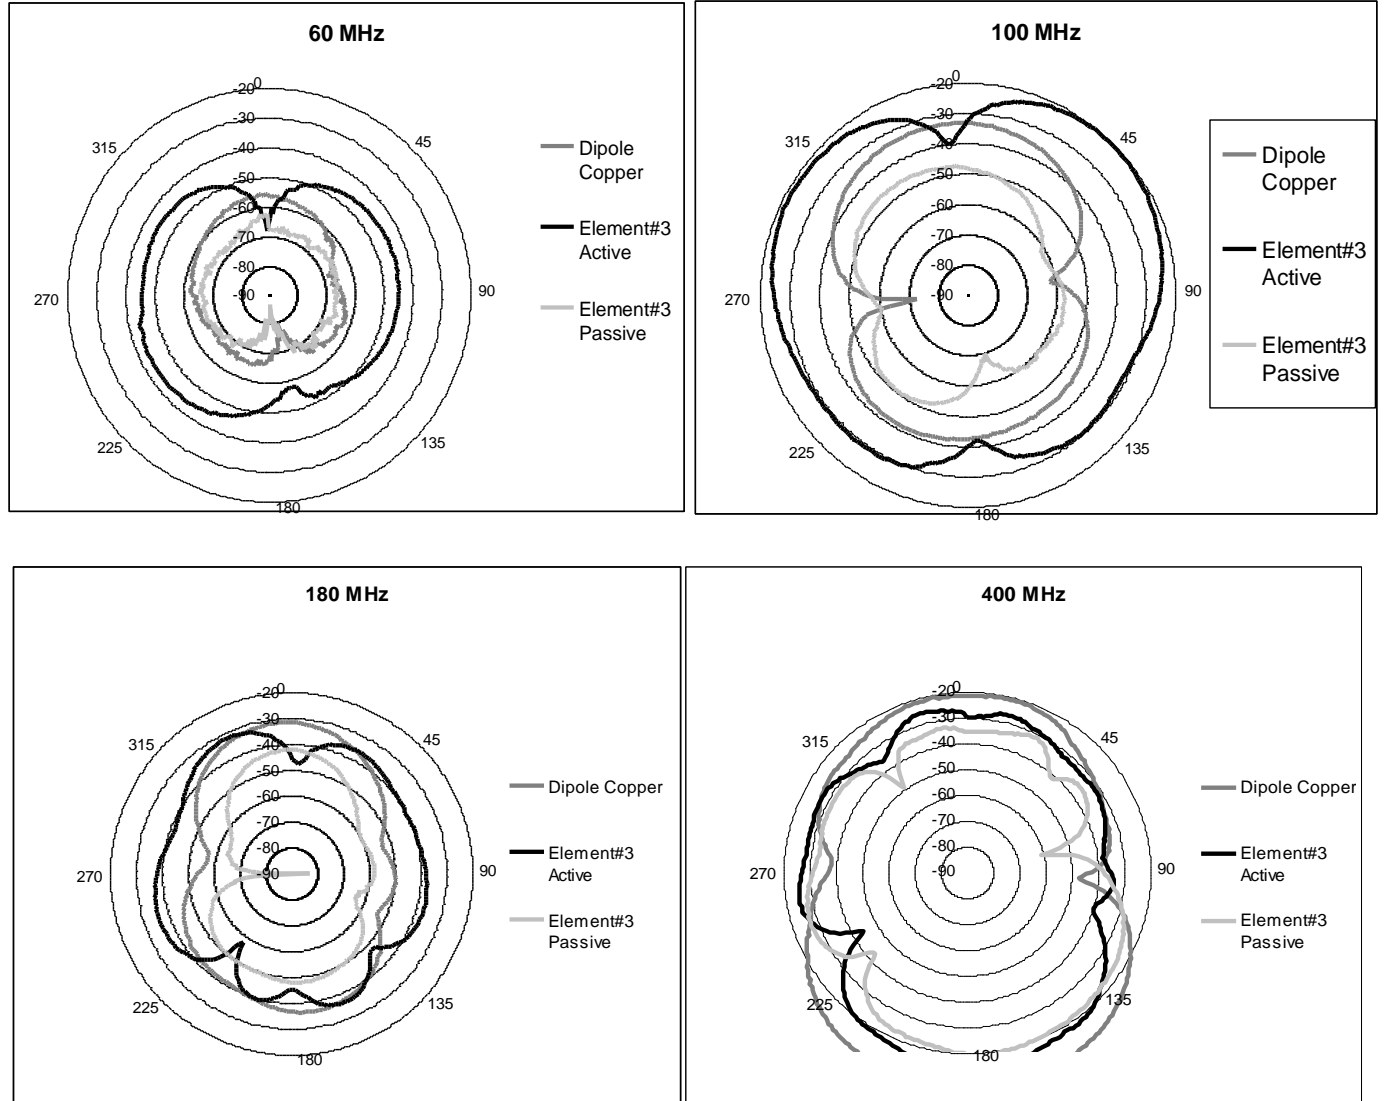 60 MHz
0
-20
-30
-40
-50
-60
-70
-80
-90
45
90
135
180
225
270
315
Dipole
Copper
Element#3
Active
Element#3
Passive
100 MHz
0
-20
-30
-40
-50
-60
-70
-80
-90
45
90
135
180
225
270
315
Dipole
Copper
Element#3
Active
Element#3
Passive
180 MHz
0
-20
-30
-40
-50
-60
-70
-80
-90
45
90
135
180
225
270
315
Dipole Copper
Element#3
Active
Element#3
Passive
400 MHz
0
-20
-30
-40
-50
-60
-70
-80
-90
45
90
135
180
225
270
315
Dipole Copper
Element#3
Active
Element#3
Passive